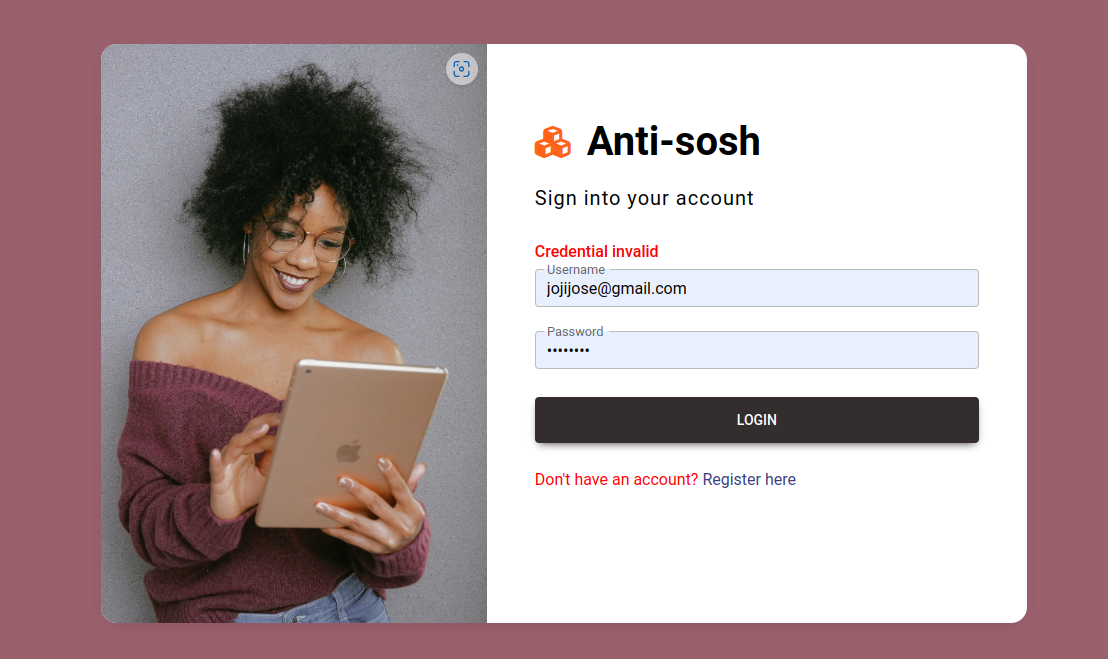 Anti-sosh
Sign into your account
Credential invalid
Username
jojijose@gmail.com
Password
••••••••
LOGIN
Don't have an account? Register here